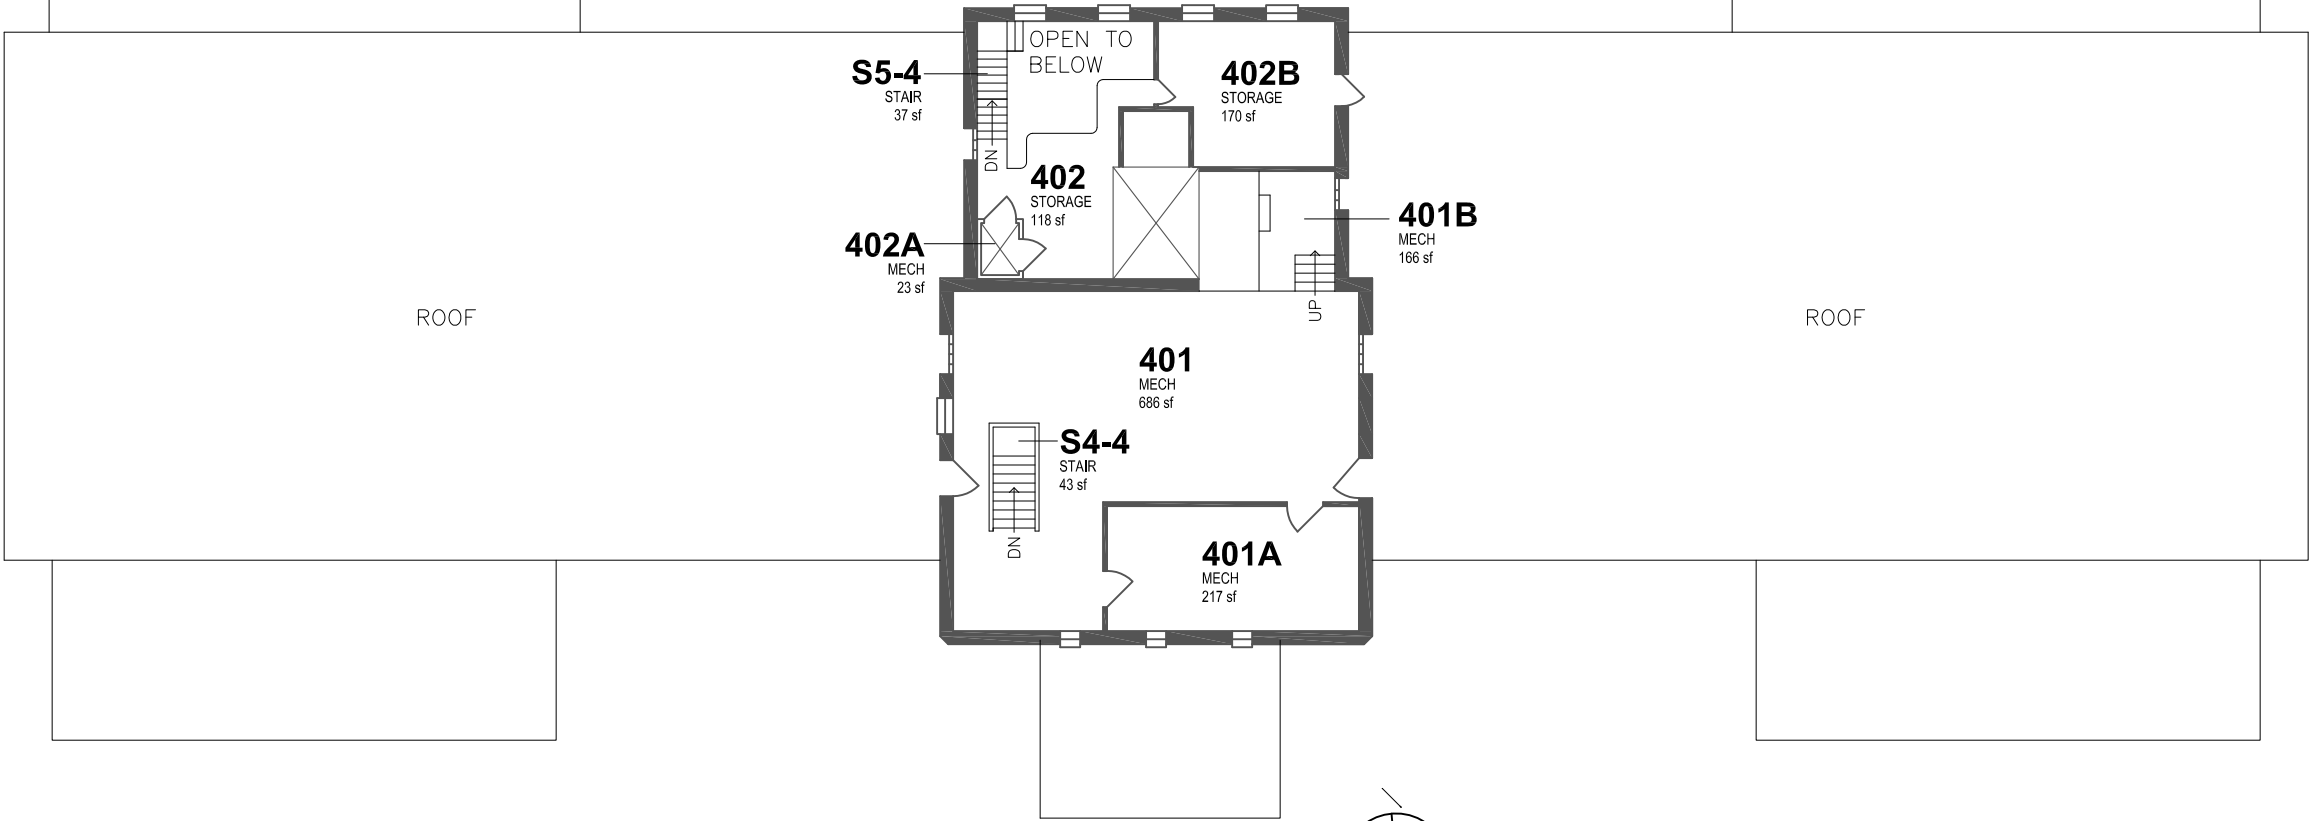 OPEN TO
BELOW
S5-4
STAIR
37 sf
402B
STORAGE
170 sf
DN
402
STORAGE
118 sf
401B
MECH
166 sf
402A
MECH
23 sf
UP
ROOF
ROOF
401
MECH
686 sf
S4-4
STAIR
43 sf
DN
401A
MECH
217 sf